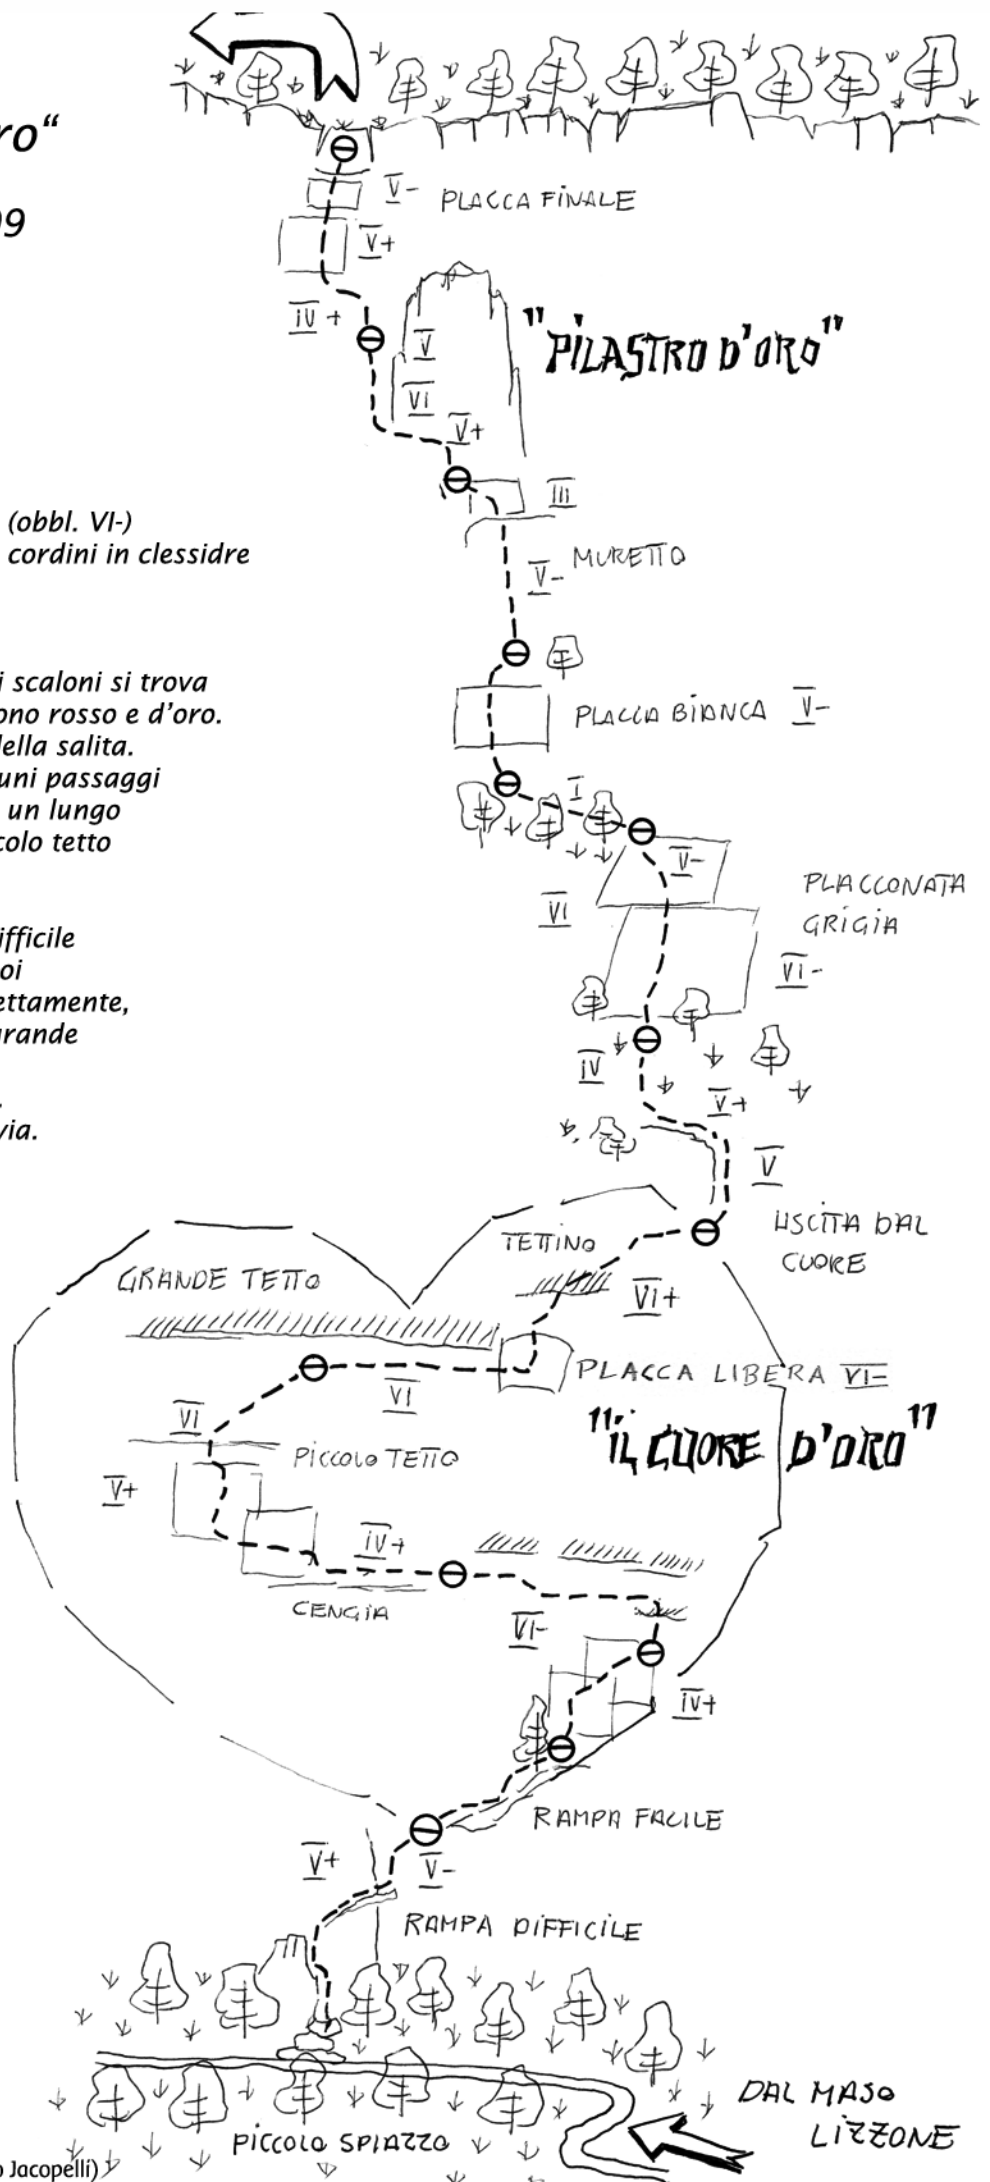 ro“
09
V-
PLACCA FINALE
V+
IV+
V
VI
"PILASTRO D'ORO"
V+
III
(obbl. VI-)
cordini in clessidre
V- MURETTO
i scaloni si trova
ono rosso e d’oro.
della salita.
uni passaggi
un lungo
colo tetto
PLACCA BIANCA V-
I
V-
VI
PLACCONATA
GRIGIA
VI-
ifficile
oi
ettamente,
grande
via.
IV
V+
V
USCITA DAL
CUORE
TETTINO
GRANDE TETTO
VI+
PLACCA LIBERA VI-
VI
VI
"IL CUORE D'ORO"
PICCOLO TETTO
V+
IV+
CENGIA
VI-
IV+
RAMPA FACILE
V+
V-
RAMPA DIFFICILE
DAL MASO
LIZZONE
PICCOLO SPIAZZO
o Jacopelli)